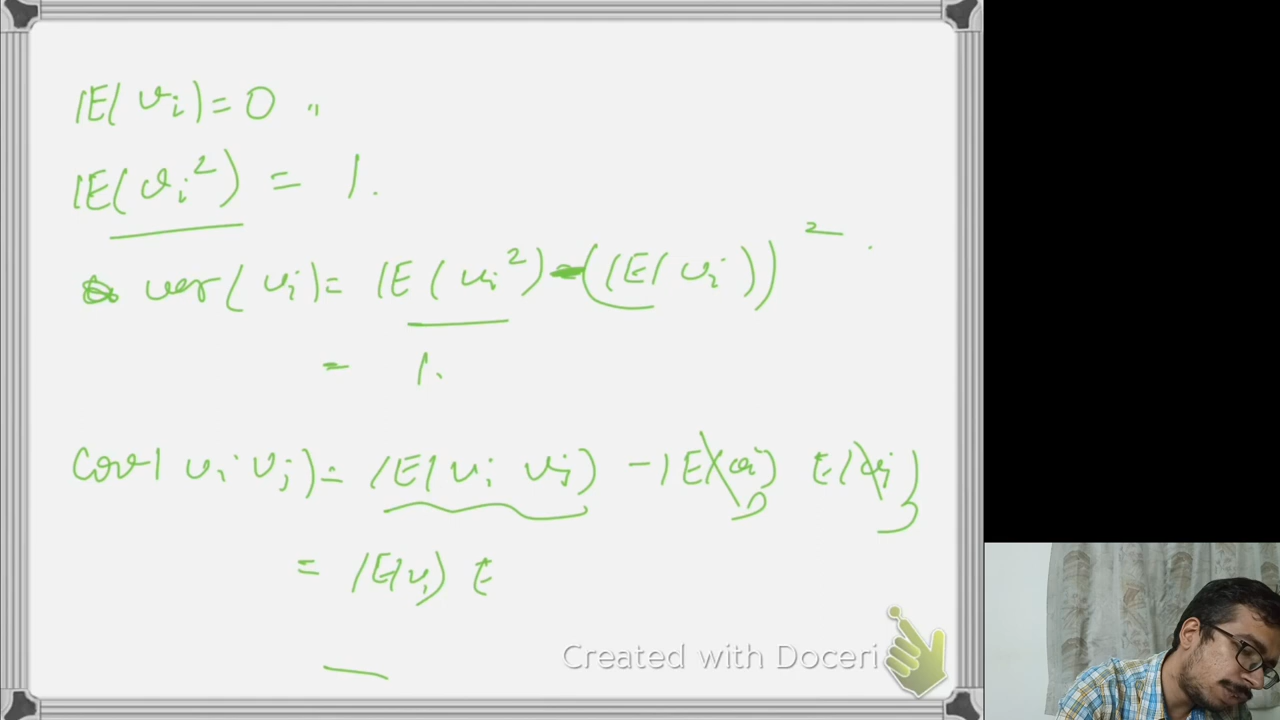 IE(vi)=0 "
IE(vi²) = 1.
var(vi)= IE(vi²)-(IE(vi))² .
= 1.
Cov(vi vj)= IE(vi vj) - IE(vi) E(vj)
= IE(vi) E
Created with Doceri